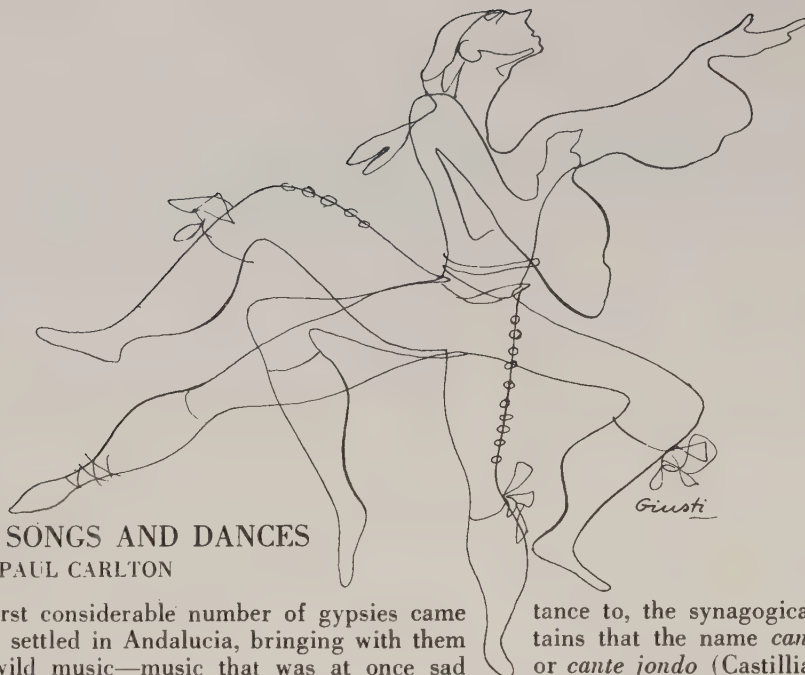 Giusti
SONGS AND DANCES
PAUL CARLTON
rst considerable number of gypsies came
settled in Andalucia, bringing with them
wild music—music that was at once sad
tance to, the synagogica
tains that the name can
or cante jondo (Castillia